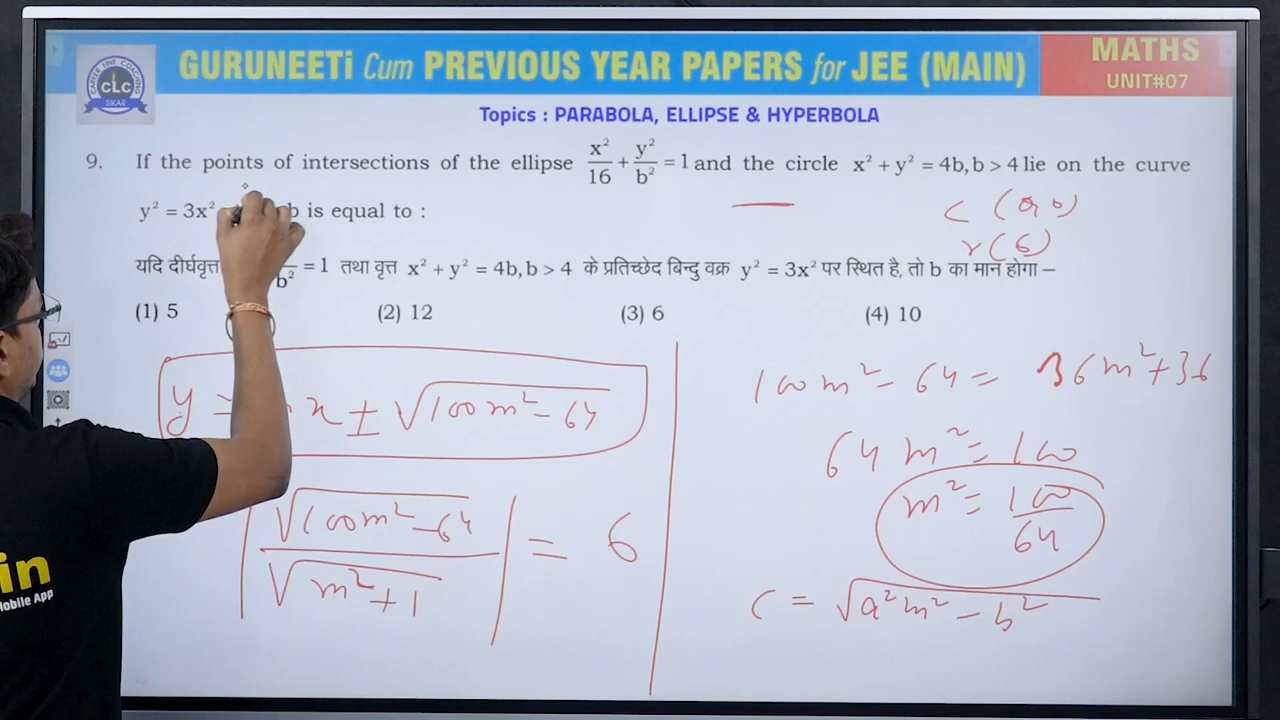 GURUNEETi Cum PREVIOUS YEAR PAPERS for JEE (MAIN)
MATHS
UNIT#07
CAREER LINE COACHING
CLC
SIKAR
Topics : PARABOLA, ELLIPSE & HYPERBOLA
9. If the points of intersections of the ellipse x²/16 + y²/b² = 1 and the circle x² + y² = 4b, b > 4 lie on the curve
y² = 3x² b is equal to :
C (0,0)
r (6)
यदि दीर्घवृत्त b² = 1 तथा वृत्त x² + y² = 4b, b > 4 के प्रतिच्छेद बिन्दु वक्र y² = 3x² पर स्थित है, तो b का मान होगा –
(1) 5 (2) 12 (3) 6 (4) 10
y = x ± √(100m² – 64)
|√(100m² – 64) / √(m² + 1)| = 6
100m² – 64 = 36m² + 36
64m² = 100
m² = 100/64
c = √(a²m² – b²)
in
Mobile App